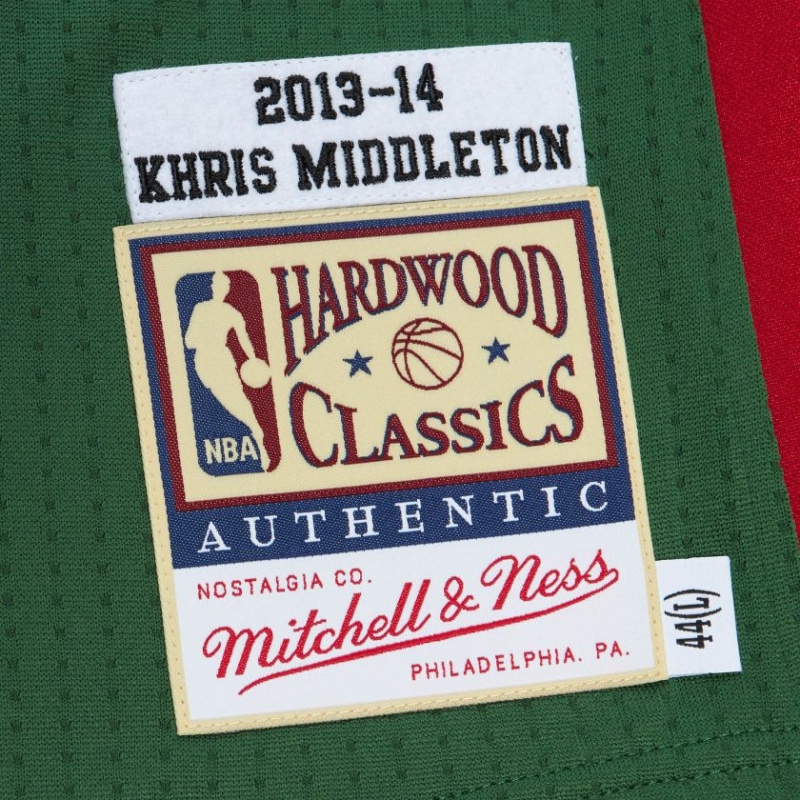 2013-14
KHRIS MIDDLETON
HARDWOOD
CLASSICS
NBA
AUTHENTIC
NOSTALGIA CO.
Mitchell & Ness
PHILADELPHIA. PA.
44(L)